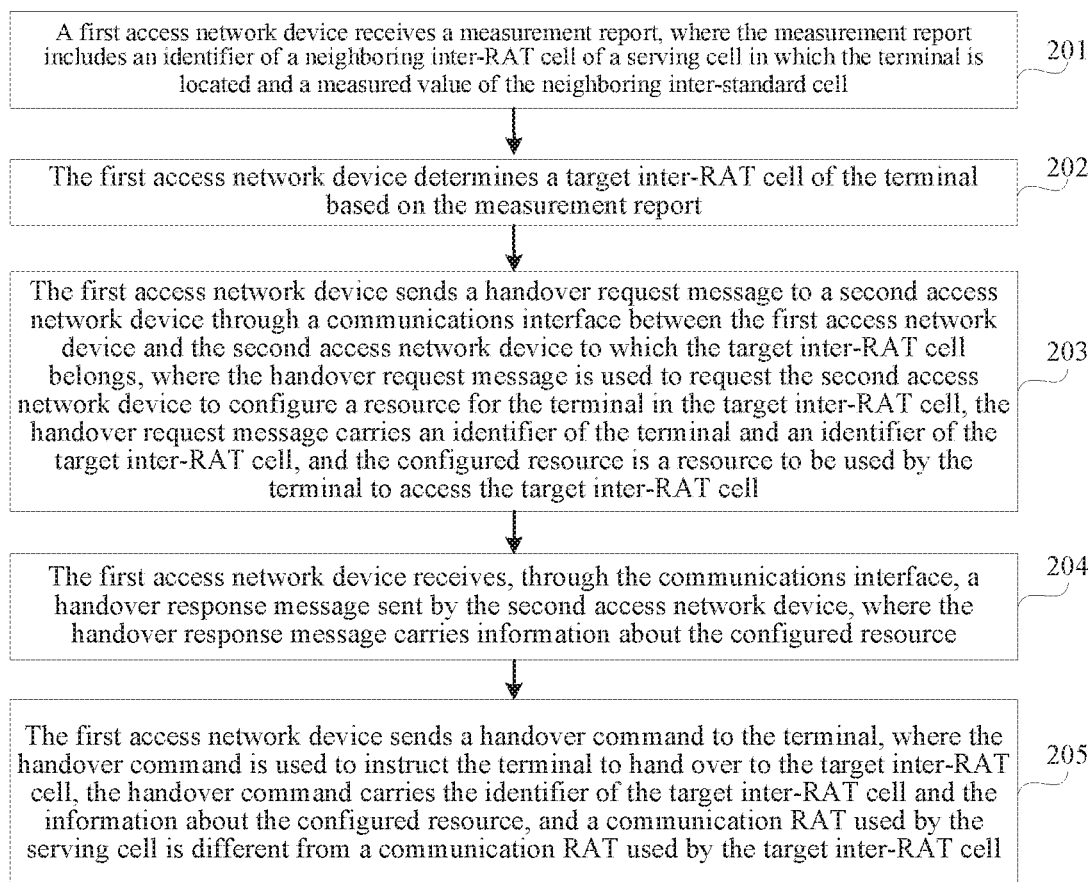 A first access network device receives a measurement report, where the measurement report
includes an identifier of a neighboring inter-RAT cell of a serving cell in which the terminal is
located and a measured value of the neighboring inter-standard cell
201
The first access network device determines a target inter-RAT cell of the terminal
based on the measurement report
202
The first access network device sends a handover request message to a second access
network device through a communications interface between the first access network
device and the second access network device to which the target inter-RAT cell
belongs, where the handover request message is used to request the second access
network device to configure a resource for the terminal in the target inter-RAT cell, the
handover request message carries an identifier of the terminal and an identifier of the
target inter-RAT cell, and the configured resource is a resource to be used by the
terminal to access the target inter-RAT cell
203
The first access network device receives, through the communications interface, a
handover response message sent by the second access network device, where the
handover response message carries information about the configured resource
204
The first access network device sends a handover command to the terminal, where the
handover command is used to instruct the terminal to hand over to the target inter-RAT
cell, the handover command carries the identifier of the target inter-RAT cell and the
information about the configured resource, and a communication RAT used by the
serving cell is different from a communication RAT used by the target inter-RAT cell
205